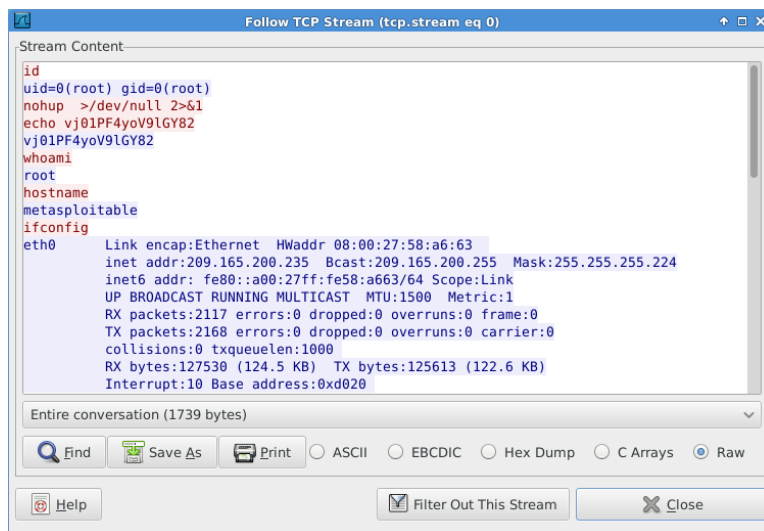 Follow TCP Stream (tcp.stream eq 0)
Stream Content
id
uid=0(root) gid=0(root)
nohup  >/dev/null 2>&1
echo vj01PF4yoV9lGY82
vj01PF4yoV9lGY82
whoami
root
hostname
metasploitable
ifconfig
eth0      Link encap:Ethernet  HWaddr 08:00:27:58:a6:63
          inet addr:209.165.200.235  Bcast:209.165.200.255  Mask:255.255.255.224
          inet6 addr: fe80::a00:27ff:fe58:a663/64 Scope:Link
          UP BROADCAST RUNNING MULTICAST  MTU:1500  Metric:1
          RX packets:2117 errors:0 dropped:0 overruns:0 frame:0
          TX packets:2168 errors:0 dropped:0 overruns:0 carrier:0
          collisions:0 txqueuelen:1000
          RX bytes:127530 (124.5 KB)  TX bytes:125613 (122.6 KB)
          Interrupt:10 Base address:0xd020
Entire conversation (1739 bytes)
Find Save As Print ASCII EBCDIC Hex Dump C Arrays Raw
Help Filter Out This Stream Close